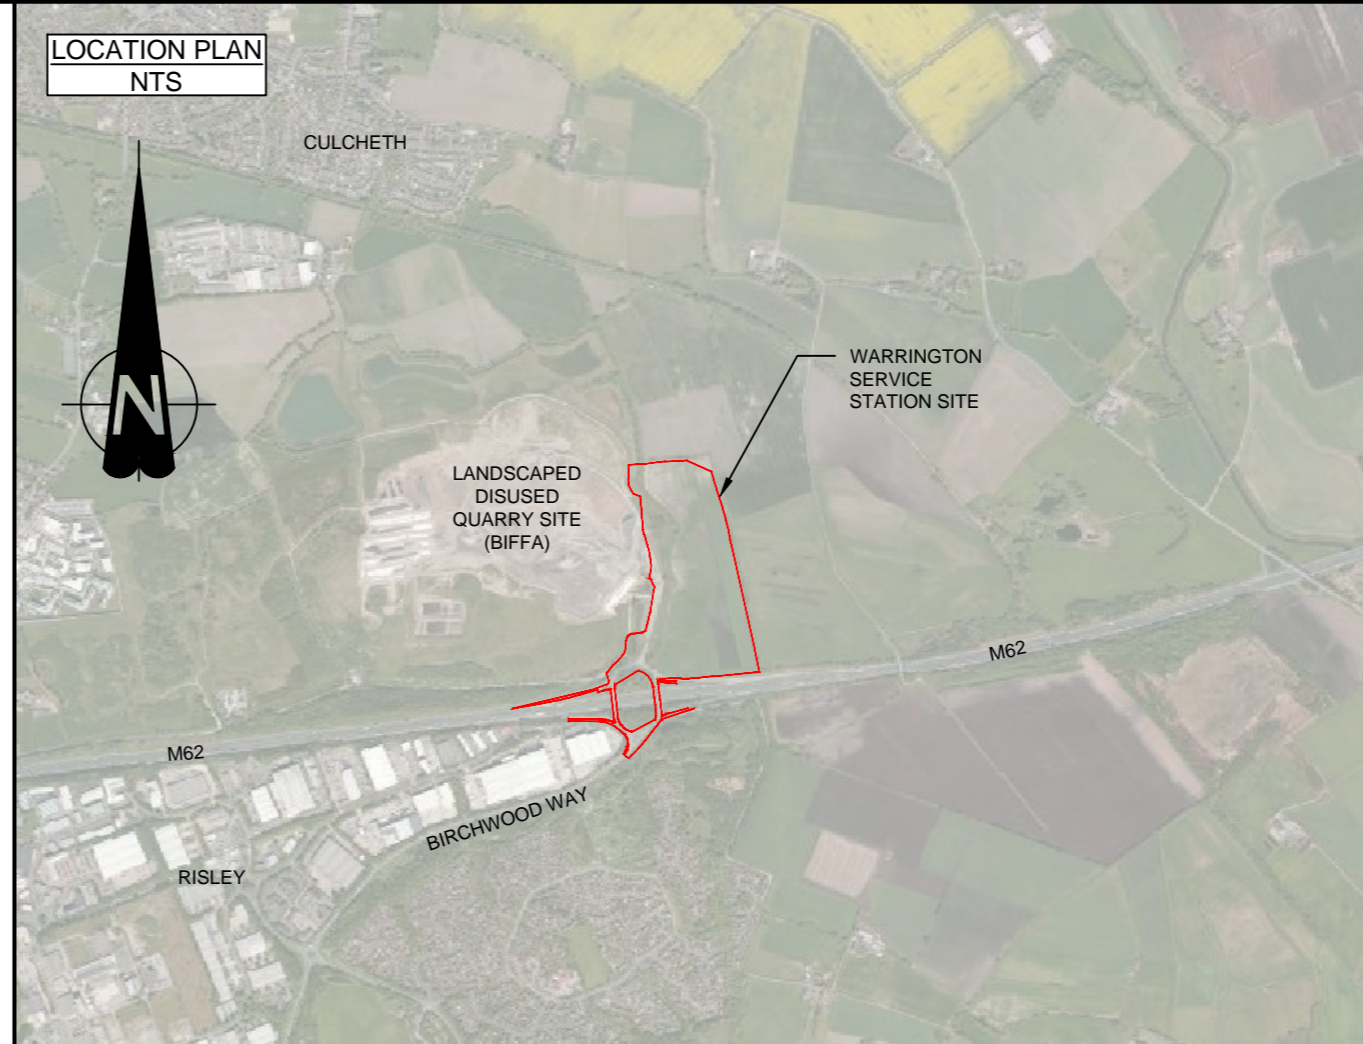 LOCATION PLAN
NTS
CULCHETH
N
WARRINGTON
SERVICE
STATION SITE
LANDSCAPED
DISUSED
QUARRY SITE
(BIFFA)
M62
M62
BIRCHWOOD WAY
RISLEY